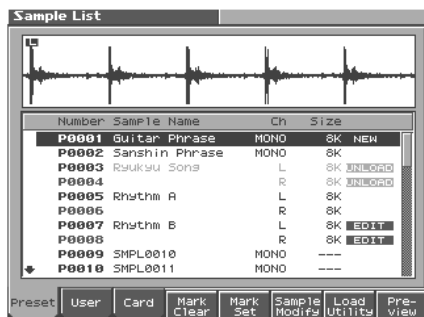 Sample List
L
Number Sample Name Ch Size
P0001 Guitar Phrase MONO 8K NEW
P0002 Sanshin Phrase MONO 8K
P0003 Ryukyu Song L 8K UNLOAD
P0004 R 8K UNLOAD
P0005 Rhythm A L 8K
P0006 R 8K
P0007 Rhythm B L 8K EDIT
P0008 R 8K EDIT
P0009 SMPL0010 MONO ---
P0010 SMPL0011 MONO ---
Preset User Card Mark Clear Mark Set Sample Modify Load Utility Pre-view